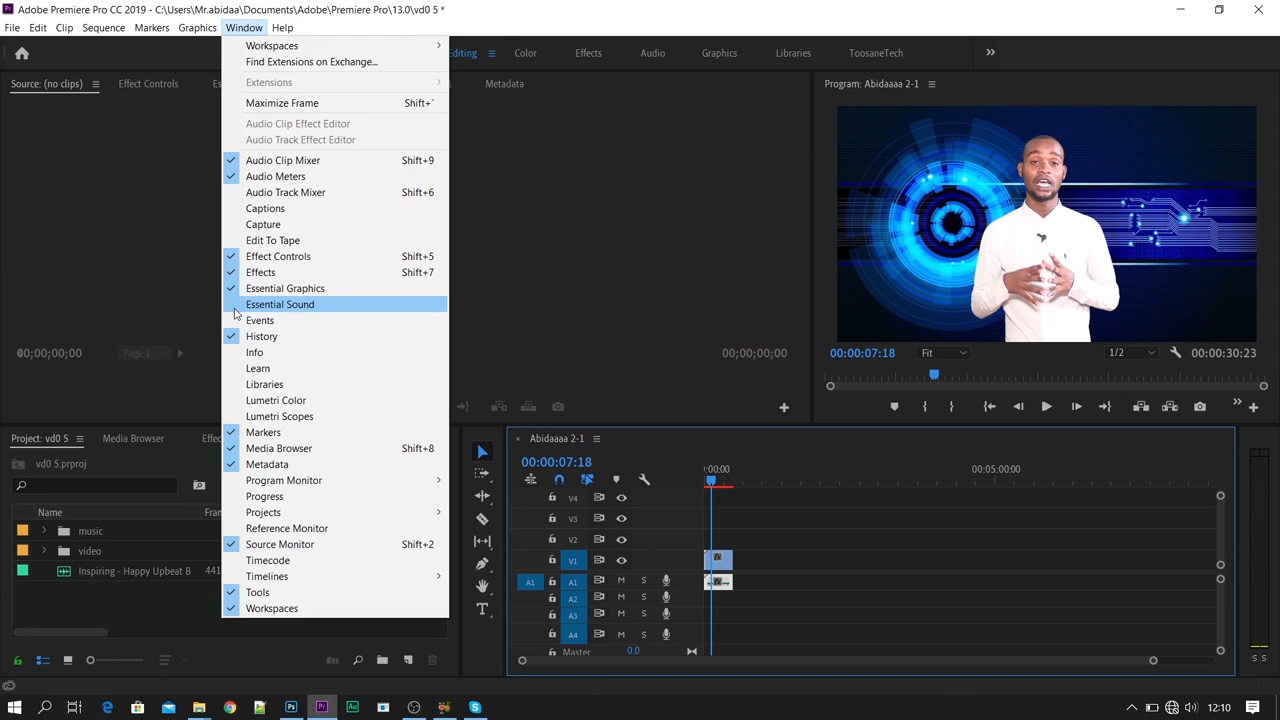 Adobe Premiere Pro CC 2019 - C:\Users\Mr.abidaa\Documents\Adobe\Premiere Pro\13.0\vd0 5 *
File Edit Clip Sequence Markers Graphics Window Help
Editing Color Effects Audio Graphics Libraries ToosaneTech
Source: (no clips) Effect Controls Metadata
Program: Abidaaaa 2-1
Workspaces
Find Extensions on Exchange...
Extensions
Maximize Frame Shift+`
Audio Clip Effect Editor
Audio Track Effect Editor
Audio Clip Mixer Shift+9
Audio Meters
Audio Track Mixer Shift+6
Captions
Capture
Edit To Tape
Effect Controls Shift+5
Effects Shift+7
Essential Graphics
Essential Sound
Events
History
Info
Learn
Libraries
Lumetri Color
Lumetri Scopes
Markers
Media Browser Shift+8
Metadata
Program Monitor
Progress
Projects
Reference Monitor
Source Monitor Shift+2
Timecode
Timelines
Tools
Workspaces
00;00;00;00 Page 1 00;00;00;00
00:00:07:18 Fit 1/2 00:00:30:23
Project: vd0 5 Media Browser
vd0 5.prproj
Name
music
video
Inspiring - Happy Upbeat B 441
Abidaaaa 2-1
00:00:07:18
:00:00 00:05:00:00
V4
V3
V2
V1
A1 A1 M S
A2 M S
A3 M S
A4 M S
Master 0.0
S S
12:10